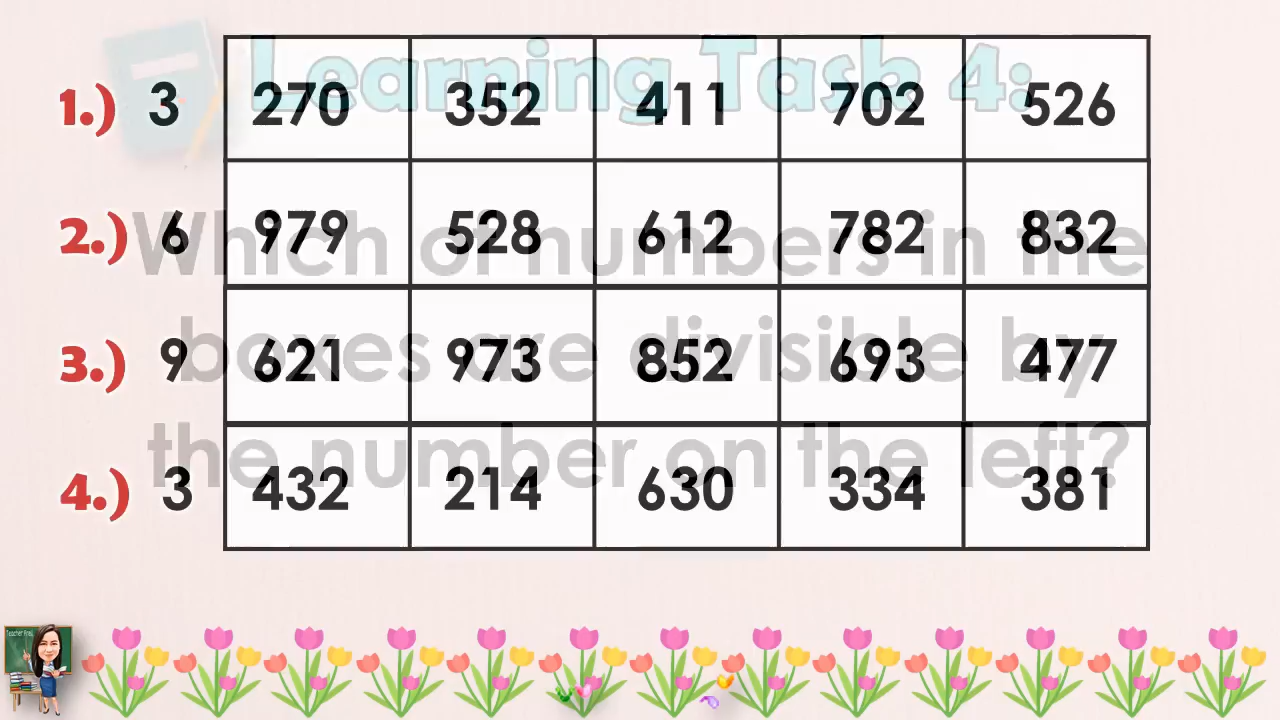 Learning Task 4:
Which of numbers in the
boxes are divisible by
the number on the left?
1.) 3 270 352 411 702 526
2.) 6 979 528 612 782 832
3.) 9 621 973 852 693 477
4.) 3 432 214 630 334 381